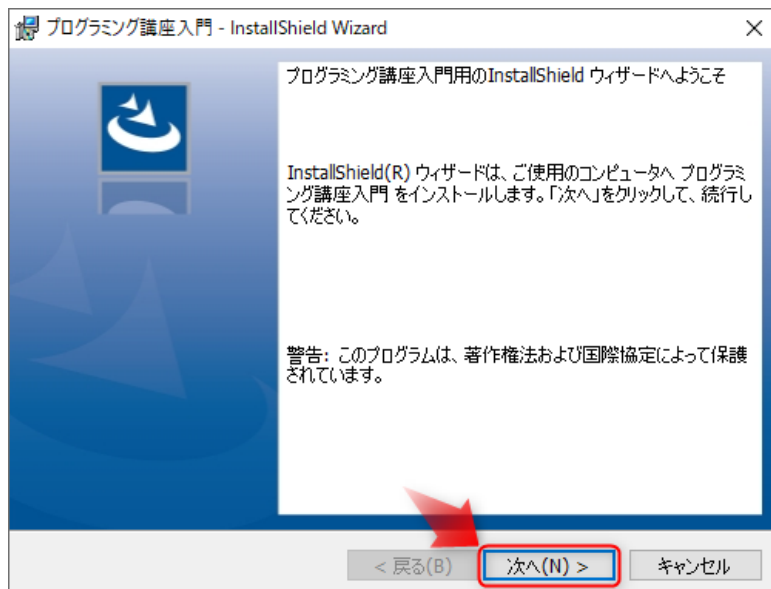 プログラミング講座入門 - InstallShield Wizard
プログラミング講座入門用のInstallShield ウィザードへようこそ
InstallShield(R) ウィザードは、ご使用のコンピュータへ プログラミ
ング講座入門 をインストールします。「次へ」をクリックして、続行し
てください。
警告: このプログラムは、著作権法および国際協定によって保護
されています。
< 戻る(B)
次へ(N) >
キャンセル